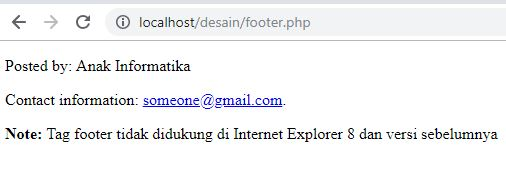 localhost/desain/footer.php
Posted by: Anak Informatika
Contact information: someone@gmail.com.
Note: Tag footer tidak didukung di Internet Explorer 8 dan versi sebelumnya